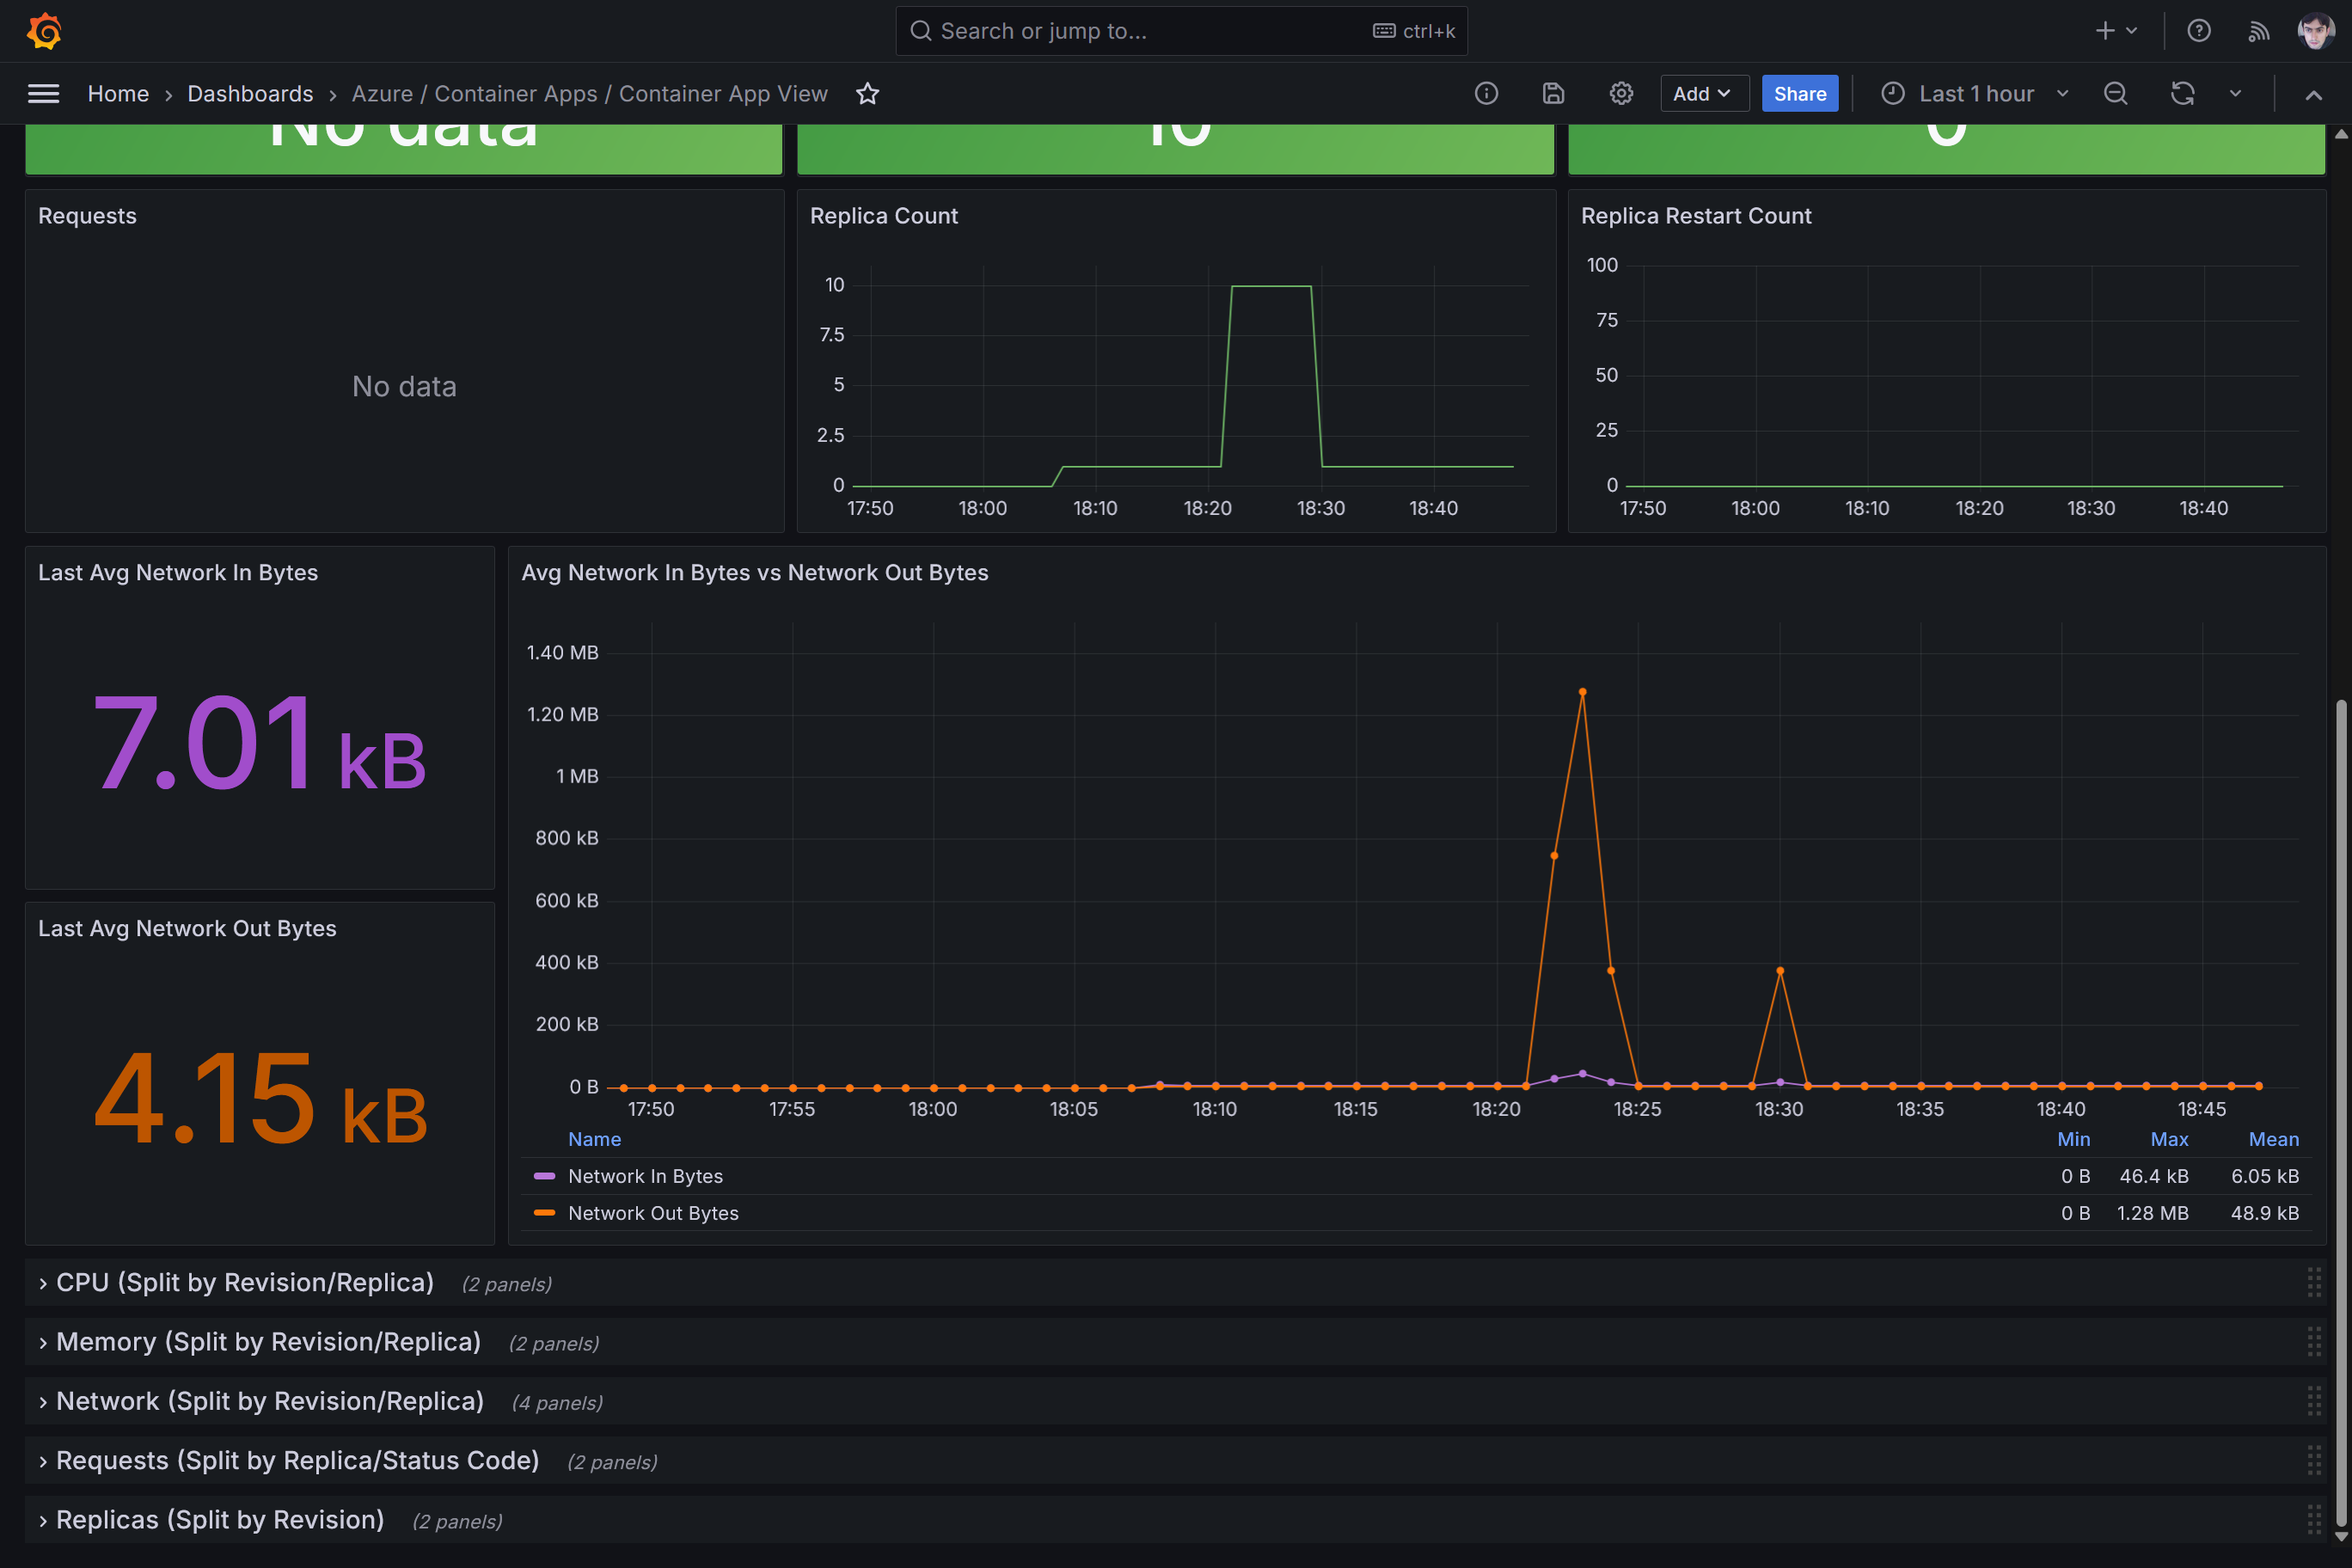 Search or jump to...
ctrl+k
Home › Dashboards › Azure / Container Apps / Container App View
Add
Share
Last 1 hour
No data
10
0
Requests
No data
Replica Count
10
7.5
5
2.5
0
17:50 18:00 18:10 18:20 18:30 18:40
Replica Restart Count
100
75
50
25
0
17:50 18:00 18:10 18:20 18:30 18:40
Last Avg Network In Bytes
7.01 kB
Last Avg Network Out Bytes
4.15 kB
Avg Network In Bytes vs Network Out Bytes
1.40 MB
1.20 MB
1 MB
800 kB
600 kB
400 kB
200 kB
0 B
17:50 17:55 18:00 18:05 18:10 18:15 18:20 18:25 18:30 18:35 18:40 18:45
Name Min Max Mean
Network In Bytes 0 B 46.4 kB 6.05 kB
Network Out Bytes 0 B 1.28 MB 48.9 kB
CPU (Split by Revision/Replica) (2 panels)
Memory (Split by Revision/Replica) (2 panels)
Network (Split by Revision/Replica) (4 panels)
Requests (Split by Replica/Status Code) (2 panels)
Replicas (Split by Revision) (2 panels)